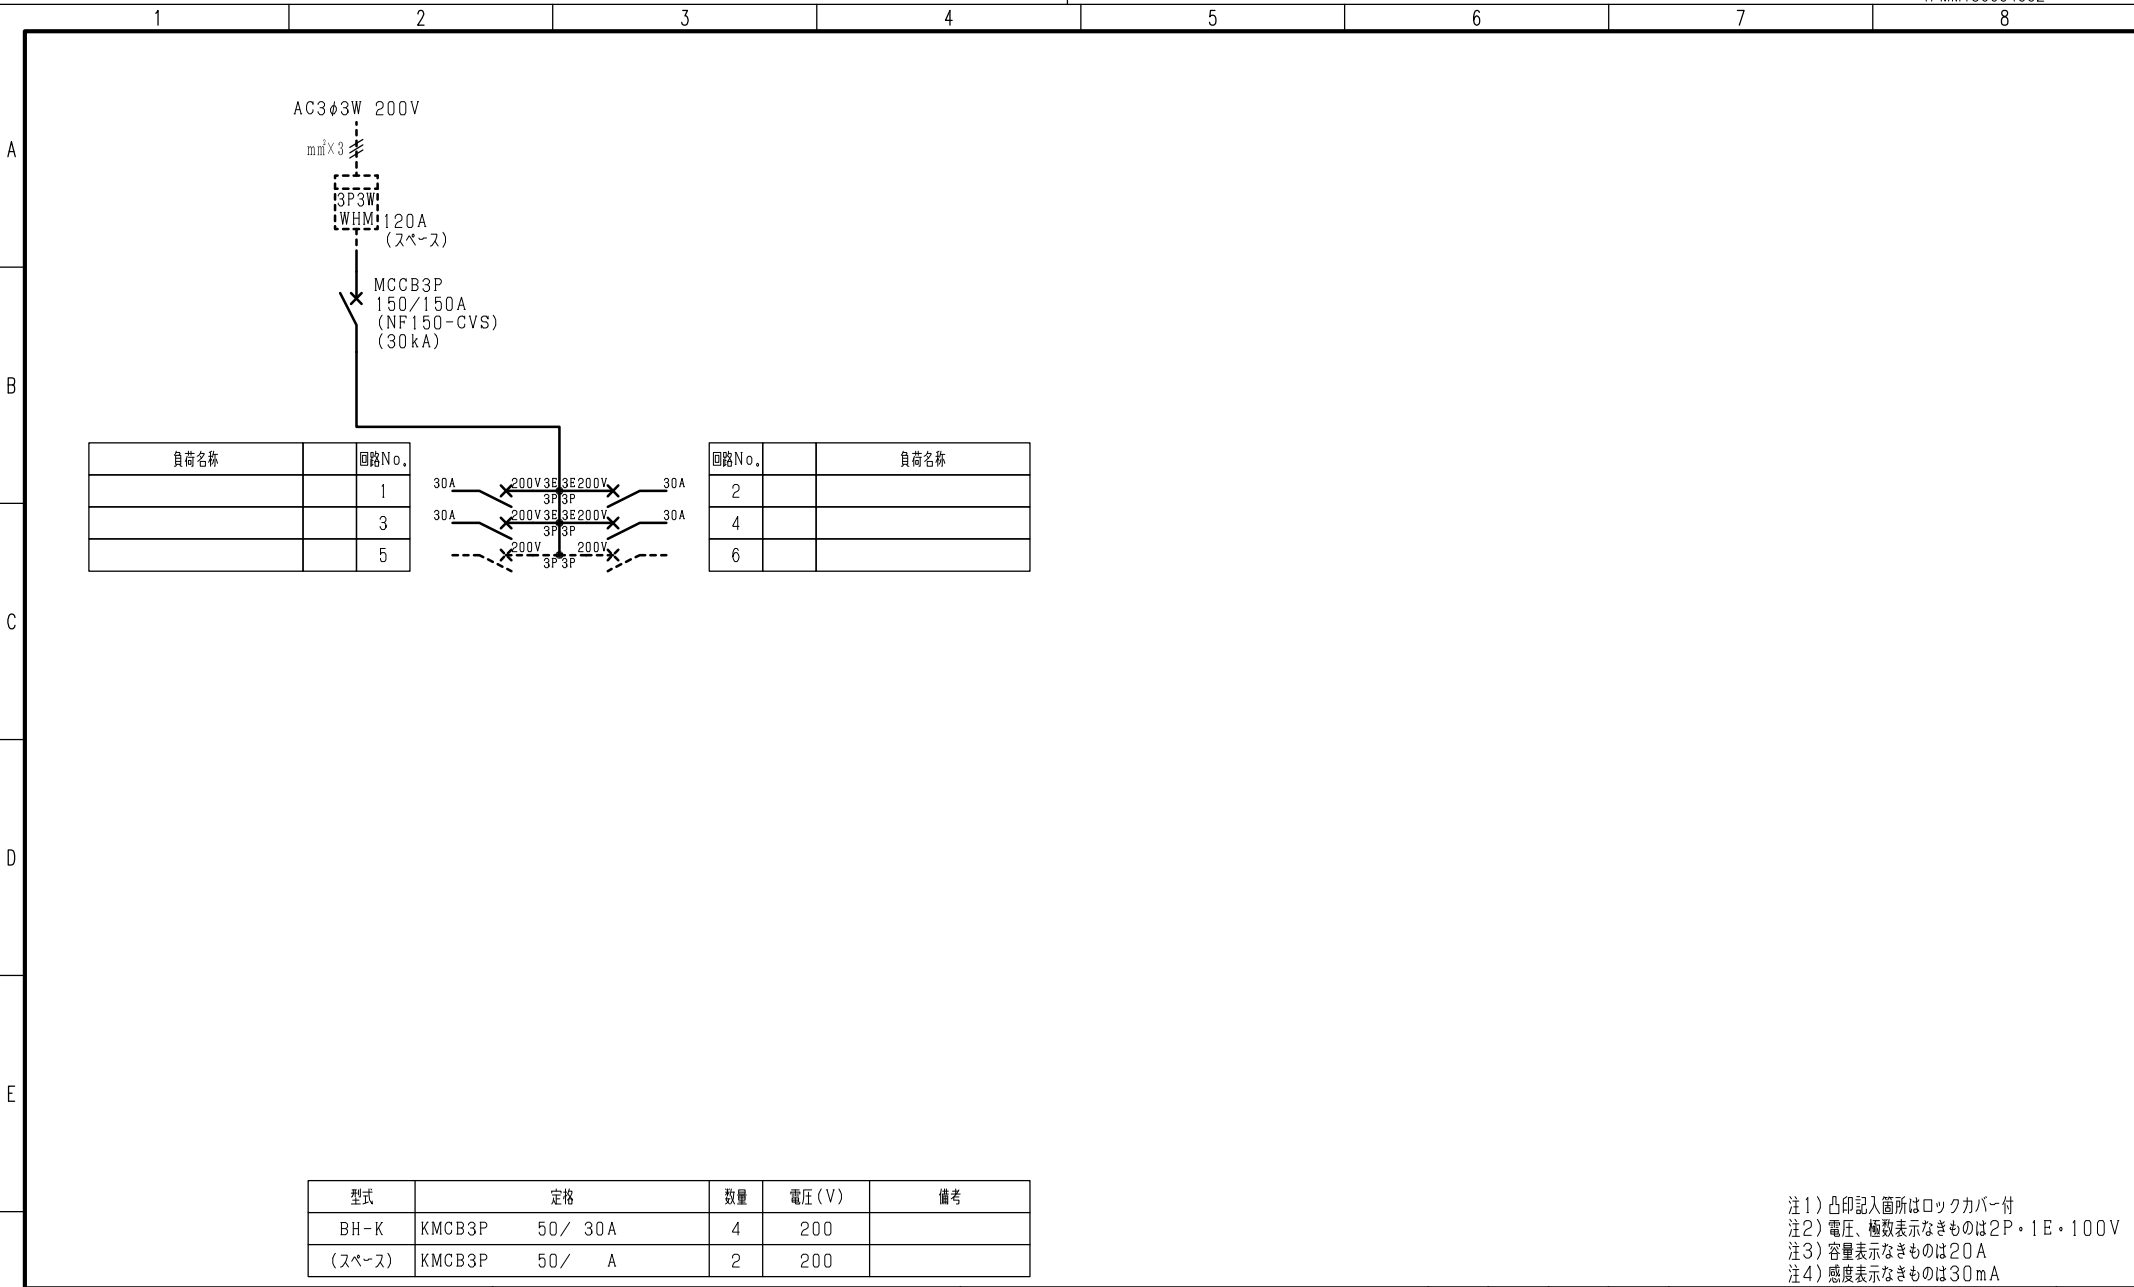 1 2 3 4 5 6 7 8
A
B
C
D
E
AC3φ3W 200V
mm²×3
3P3W
WHM
120A
(スペース)
MCCB3P
150/150A
(NF150-CVS)
(30kA)
負荷名称 回路No.
1
3
5
30A 200V 3E 3E 200V 30A
3P 3P
30A 200V 3E 3E 200V 30A
3P 3P
200V 200V
3P 3P
回路No. 負荷名称
2
4
6
型式 定格 数量 電圧(V) 備考
BH-K KMCB3P 50/ 30A 4 200
(スペース) KMCB3P 50/ A 2 200
注1)凸印記入箇所はロックカバー付
注2)電圧、極数表示なきものは2P・1E・100V
注3)容量表示なきものは20A
注4)感度表示なきものは30mA